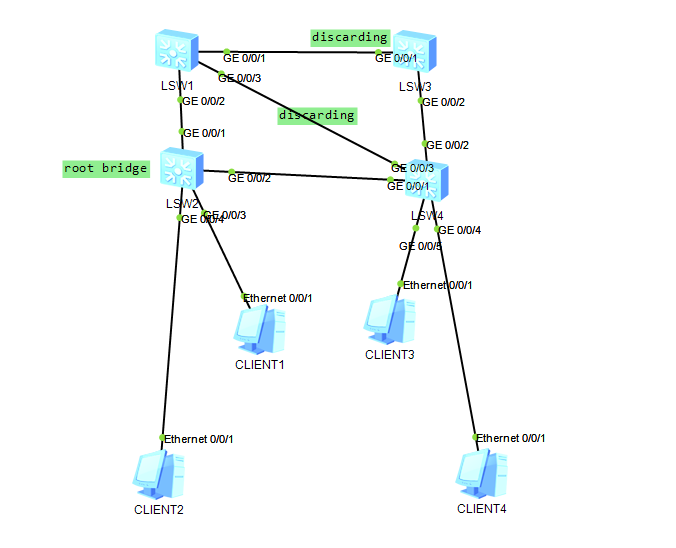 discarding
GE 0/0/1
GE 0/0/1
LSW1
GE 0/0/3
LSW3
GE 0/0/2
GE 0/0/2
discarding
GE 0/0/1
GE 0/0/2
root bridge
GE 0/0/3
GE 0/0/2
GE 0/0/1
LSW2
GE 0/0/3
GE 0/0/4
LSW4
GE 0/0/4
GE 0/0/5
Ethernet 0/0/1
Ethernet 0/0/1
CLIENT3
CLIENT1
Ethernet 0/0/1
Ethernet 0/0/1
CLIENT2
CLIENT4